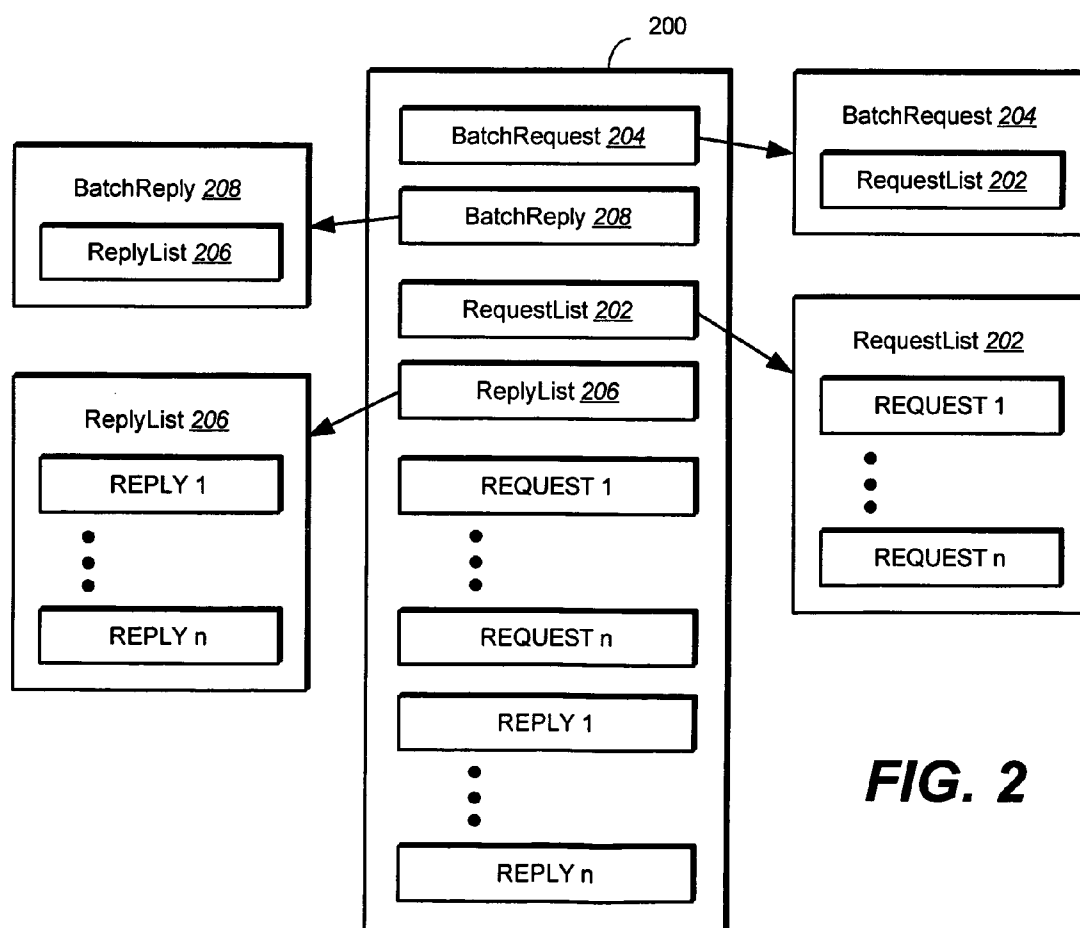 200
BatchRequest 204
BatchReply 208
RequestList 202
ReplyList 206
REQUEST 1
REQUEST n
REPLY 1
REPLY n
BatchReply 208
ReplyList 206
ReplyList 206
REPLY 1
REPLY n
BatchRequest 204
RequestList 202
RequestList 202
REQUEST 1
REQUEST n
FIG. 2